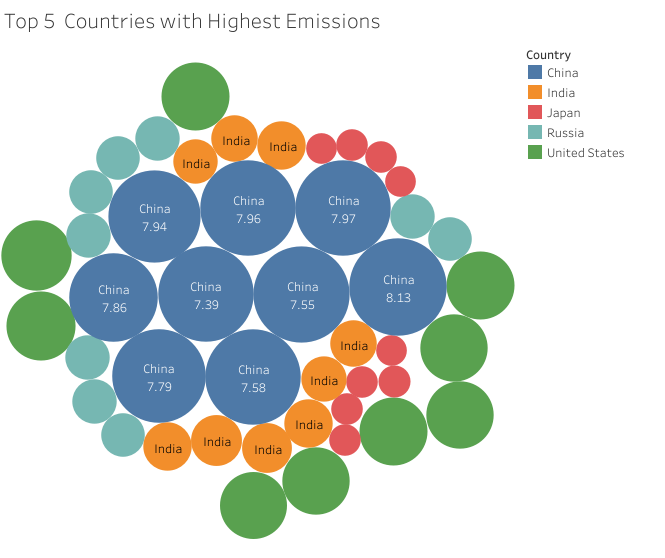 Top 5 Countries with Highest Emissions
Country
China
India
Japan
Russia
United States
India
India
India
China
7.94
China
7.96
China
7.97
China
7.86
China
7.39
China
7.55
China
8.13
China
7.79
China
7.58
India
India
India
India
India
India